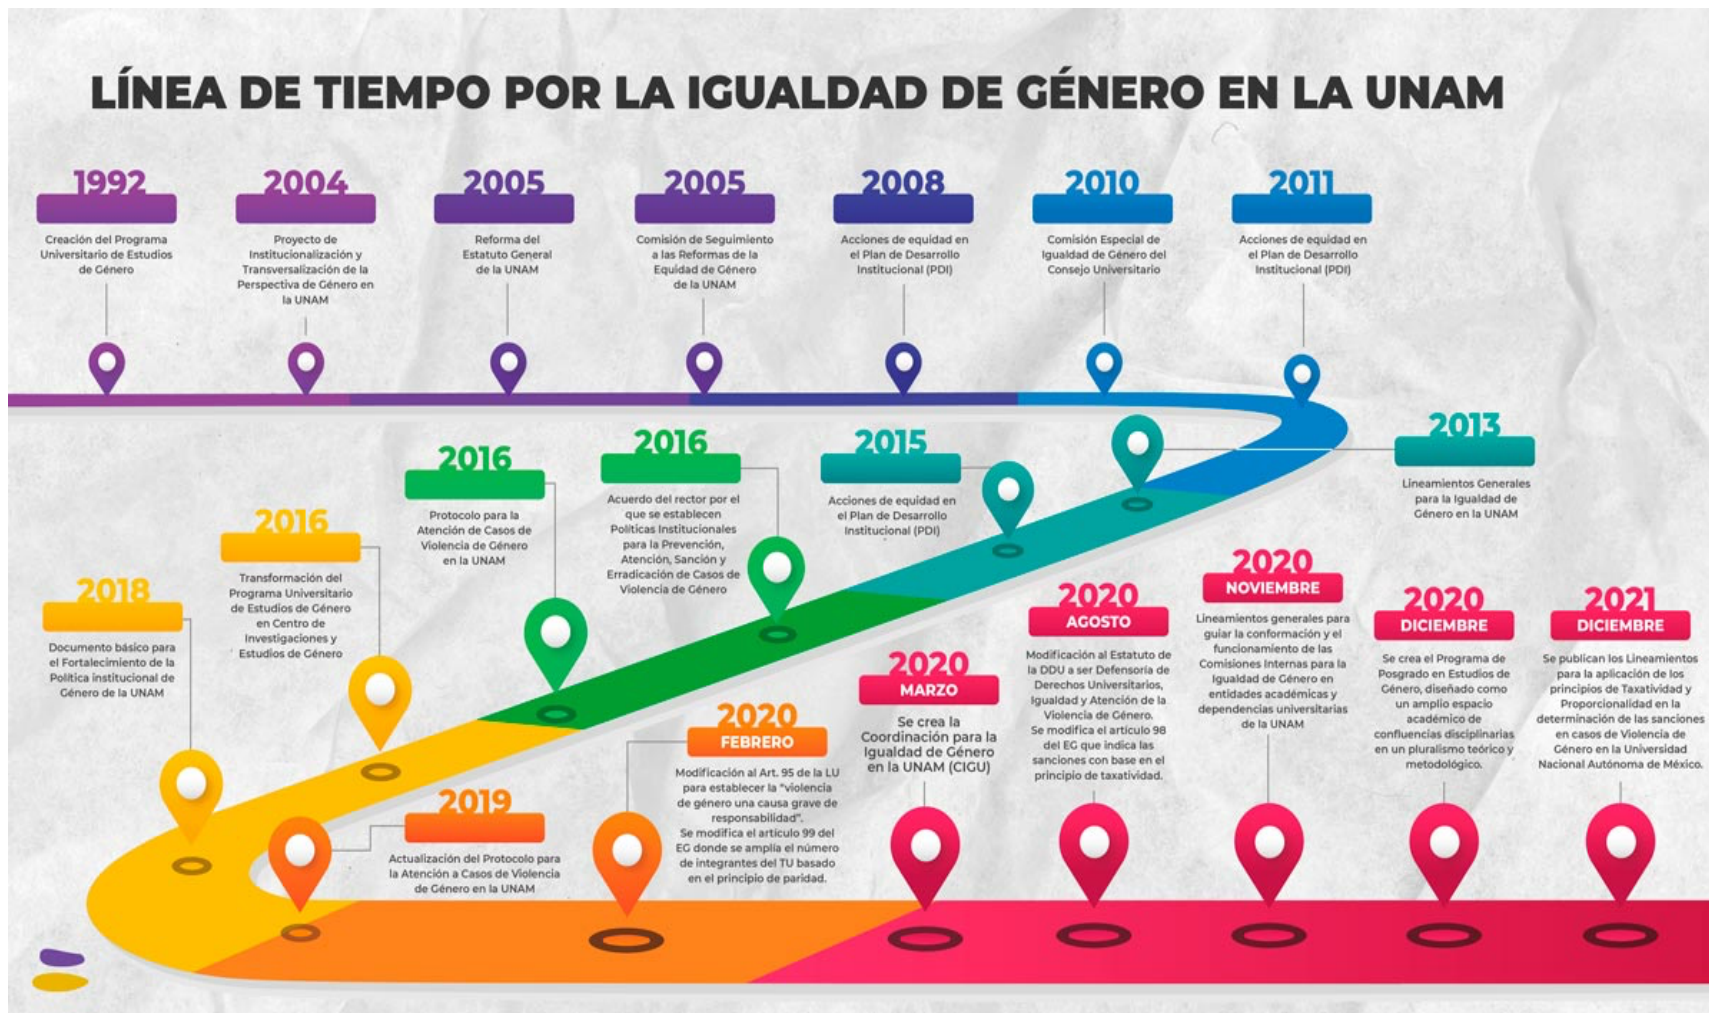 LÍNEA DE TIEMPO POR LA IGUALDAD DE GÉNERO EN LA UNAM
1992
Creación del Programa
Universitario de Estudios
de Género
2004
Proyecto de
Institucionalización y
Transversalización de la
Perspectiva de Género en
la UNAM
2005
Reforma del
Estatuto General
de la UNAM
2005
Comisión de Seguimiento
a las Reformas de la
Equidad de Género
de la UNAM
2008
Acciones de equidad en
el Plan de Desarrollo
Institucional (PDI)
2010
Comisión Especial de
Igualdad de Género del
Consejo Universitario
2011
Acciones de equidad en
el Plan de Desarrollo
Institucional (PDI)
2013
Lineamientos Generales
para la Igualdad de
Género en la UNAM
2015
Acciones de equidad en
el Plan de Desarrollo
Institucional (PDI)
2016
Acuerdo del rector por el
que se establecen
Políticas Institucionales
para la Prevención,
Atención, Sanción y
Erradicación de Casos de
Violencia de Género
2016
Protocolo para la
Atención de Casos de
Violencia de Género
en la UNAM
2016
Transformación del
Programa Universitario
de Estudios de Género
en Centro de
Investigaciones y
Estudios de Género
2018
Documento básico para
el Fortalecimiento de la
Política institucional de
Género de la UNAM
2019
Actualización del Protocolo para
la Atención a Casos de Violencia
de Género en la UNAM
2020
FEBRERO
Modificación al Art. 95 de la LU
para establecer la "violencia
de género una causa grave de
responsabilidad".
Se modifica el artículo 99 del
EG donde se amplía el número
de integrantes del TU basado
en el principio de paridad.
2020
MARZO
Se crea la
Coordinación para la
Igualdad de Género
en la UNAM (CIGU)
2020
AGOSTO
Modificación al Estatuto de
la DDU a ser Defensoría de
Derechos Universitarios,
Igualdad y Atención de la
Violencia de Género.
Se modifica el artículo 98
del EG que indica las
sanciones con base en el
principio de taxatividad.
2020
NOVIEMBRE
Lineamientos generales para
guiar la conformación y el
funcionamiento de las
Comisiones Internas para la
Igualdad de Género en
entidades académicas y
dependencias universitarias
de la UNAM
2020
DICIEMBRE
Se crea el Programa de
Posgrado en Estudios de
Género, diseñado como
un amplio espacio
académico de
confluencias disciplinarias
en un pluralismo teórico y
metodológico.
2021
DICIEMBRE
Se publican los Lineamientos
para la aplicación de los
principios de Taxatividad y
Proporcionalidad en la
determinación de las sanciones
en casos de Violencia de
Género en la Universidad
Nacional Autónoma de México.